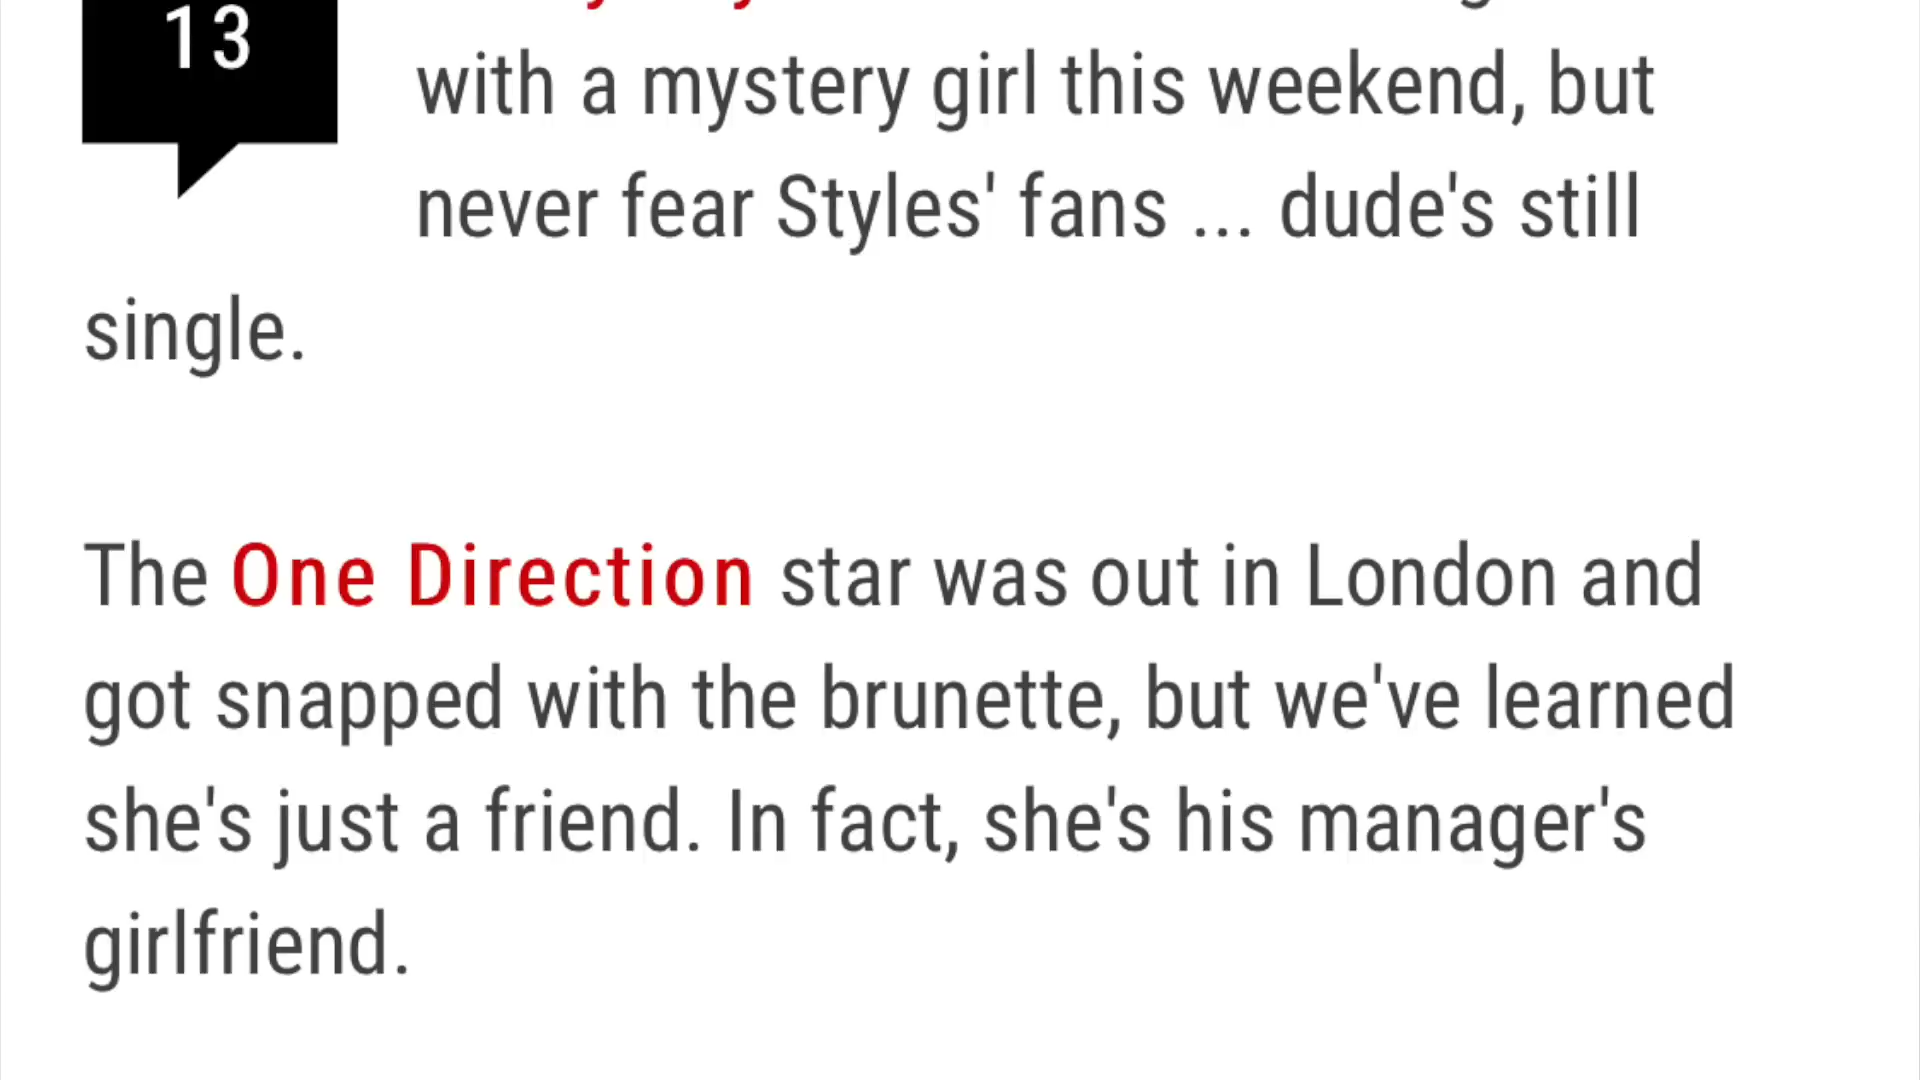 13
with a mystery girl this weekend, but
never fear Styles' fans ... dude's still
single.
The One Direction star was out in London and
got snapped with the brunette, but we've learned
she's just a friend. In fact, she's his manager's
girlfriend.